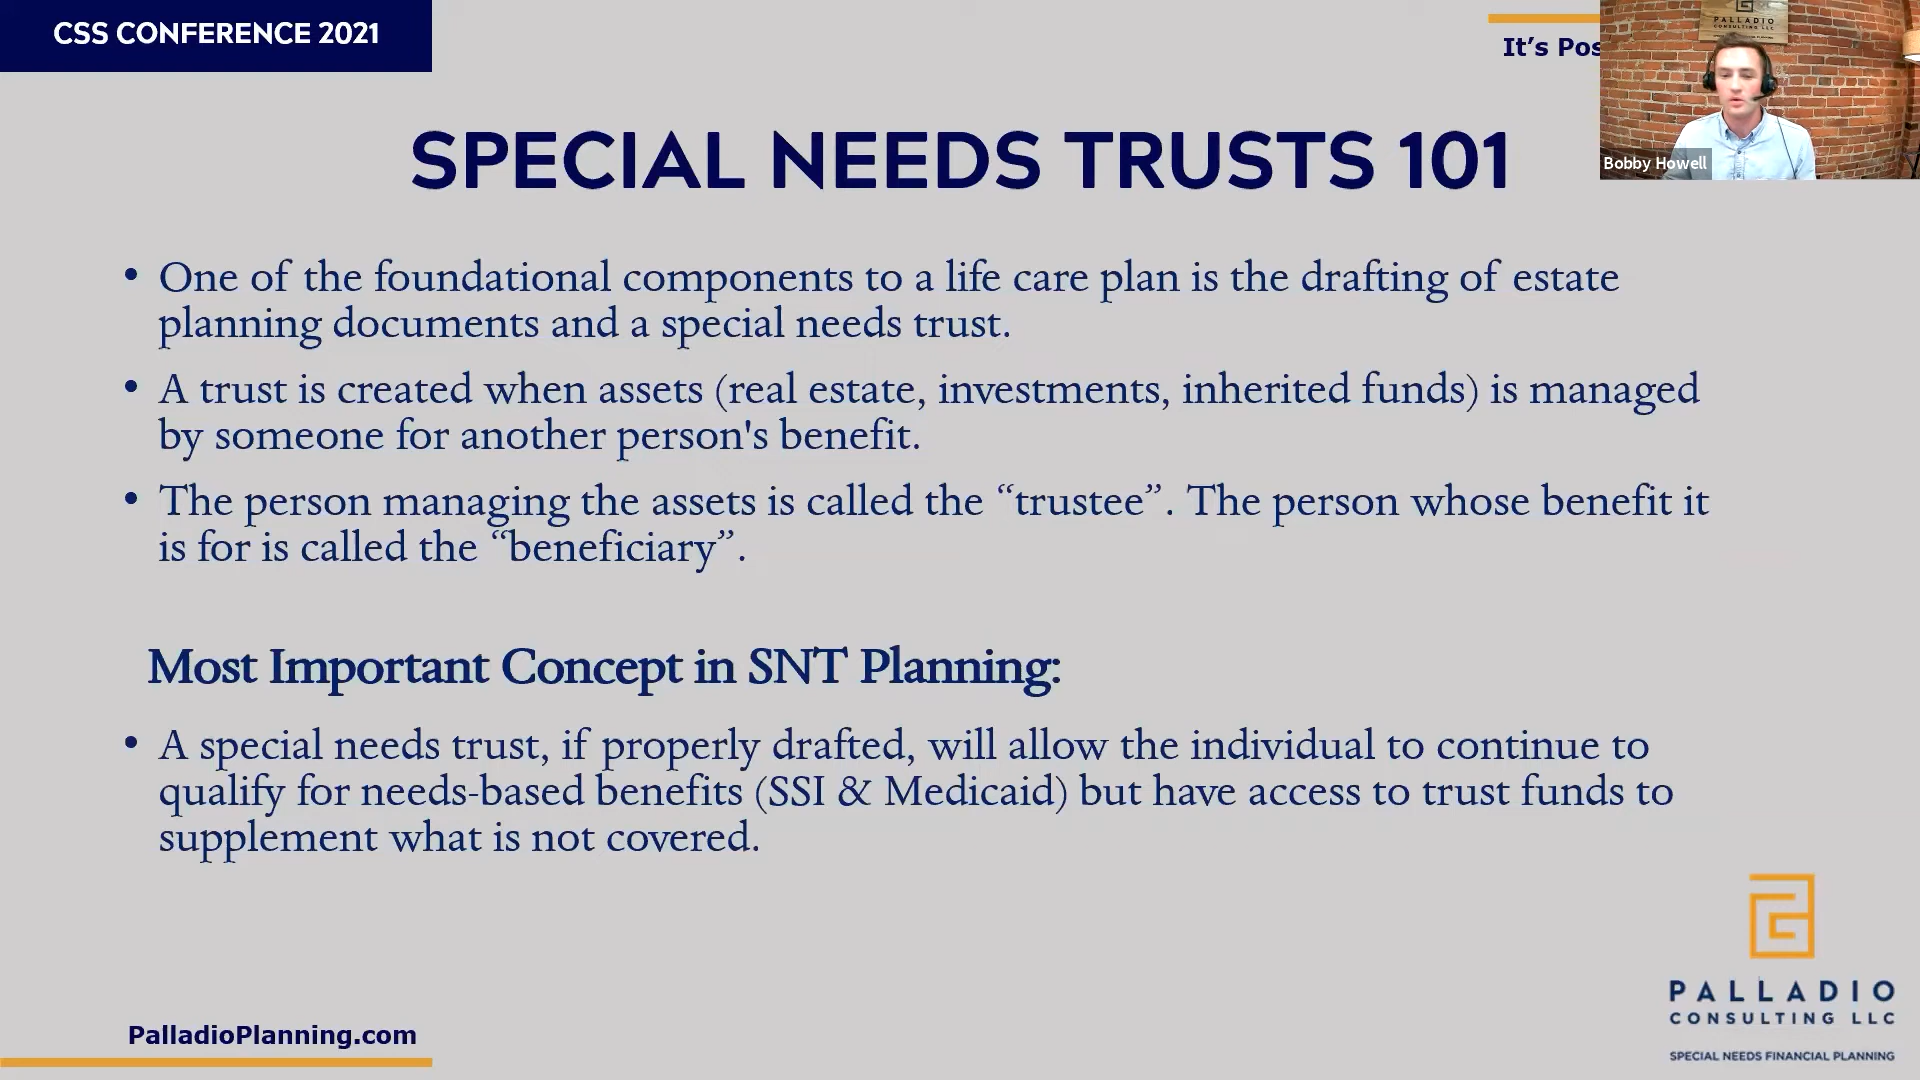 CSS CONFERENCE 2021
It's Pos
PALLADIO
CONSULTING LLC
Bobby Howell
SPECIAL NEEDS TRUSTS 101
• One of the foundational components to a life care plan is the drafting of estate
planning documents and a special needs trust.
• A trust is created when assets (real estate, investments, inherited funds) is managed
by someone for another person's benefit.
• The person managing the assets is called the “trustee”. The person whose benefit it
is for is called the “beneficiary”.
Most Important Concept in SNT Planning:
• A special needs trust, if properly drafted, will allow the individual to continue to
qualify for needs-based benefits (SSI & Medicaid) but have access to trust funds to
supplement what is not covered.
PalladioPlanning.com
PALLADIO
CONSULTING LLC
SPECIAL NEEDS FINANCIAL PLANNING